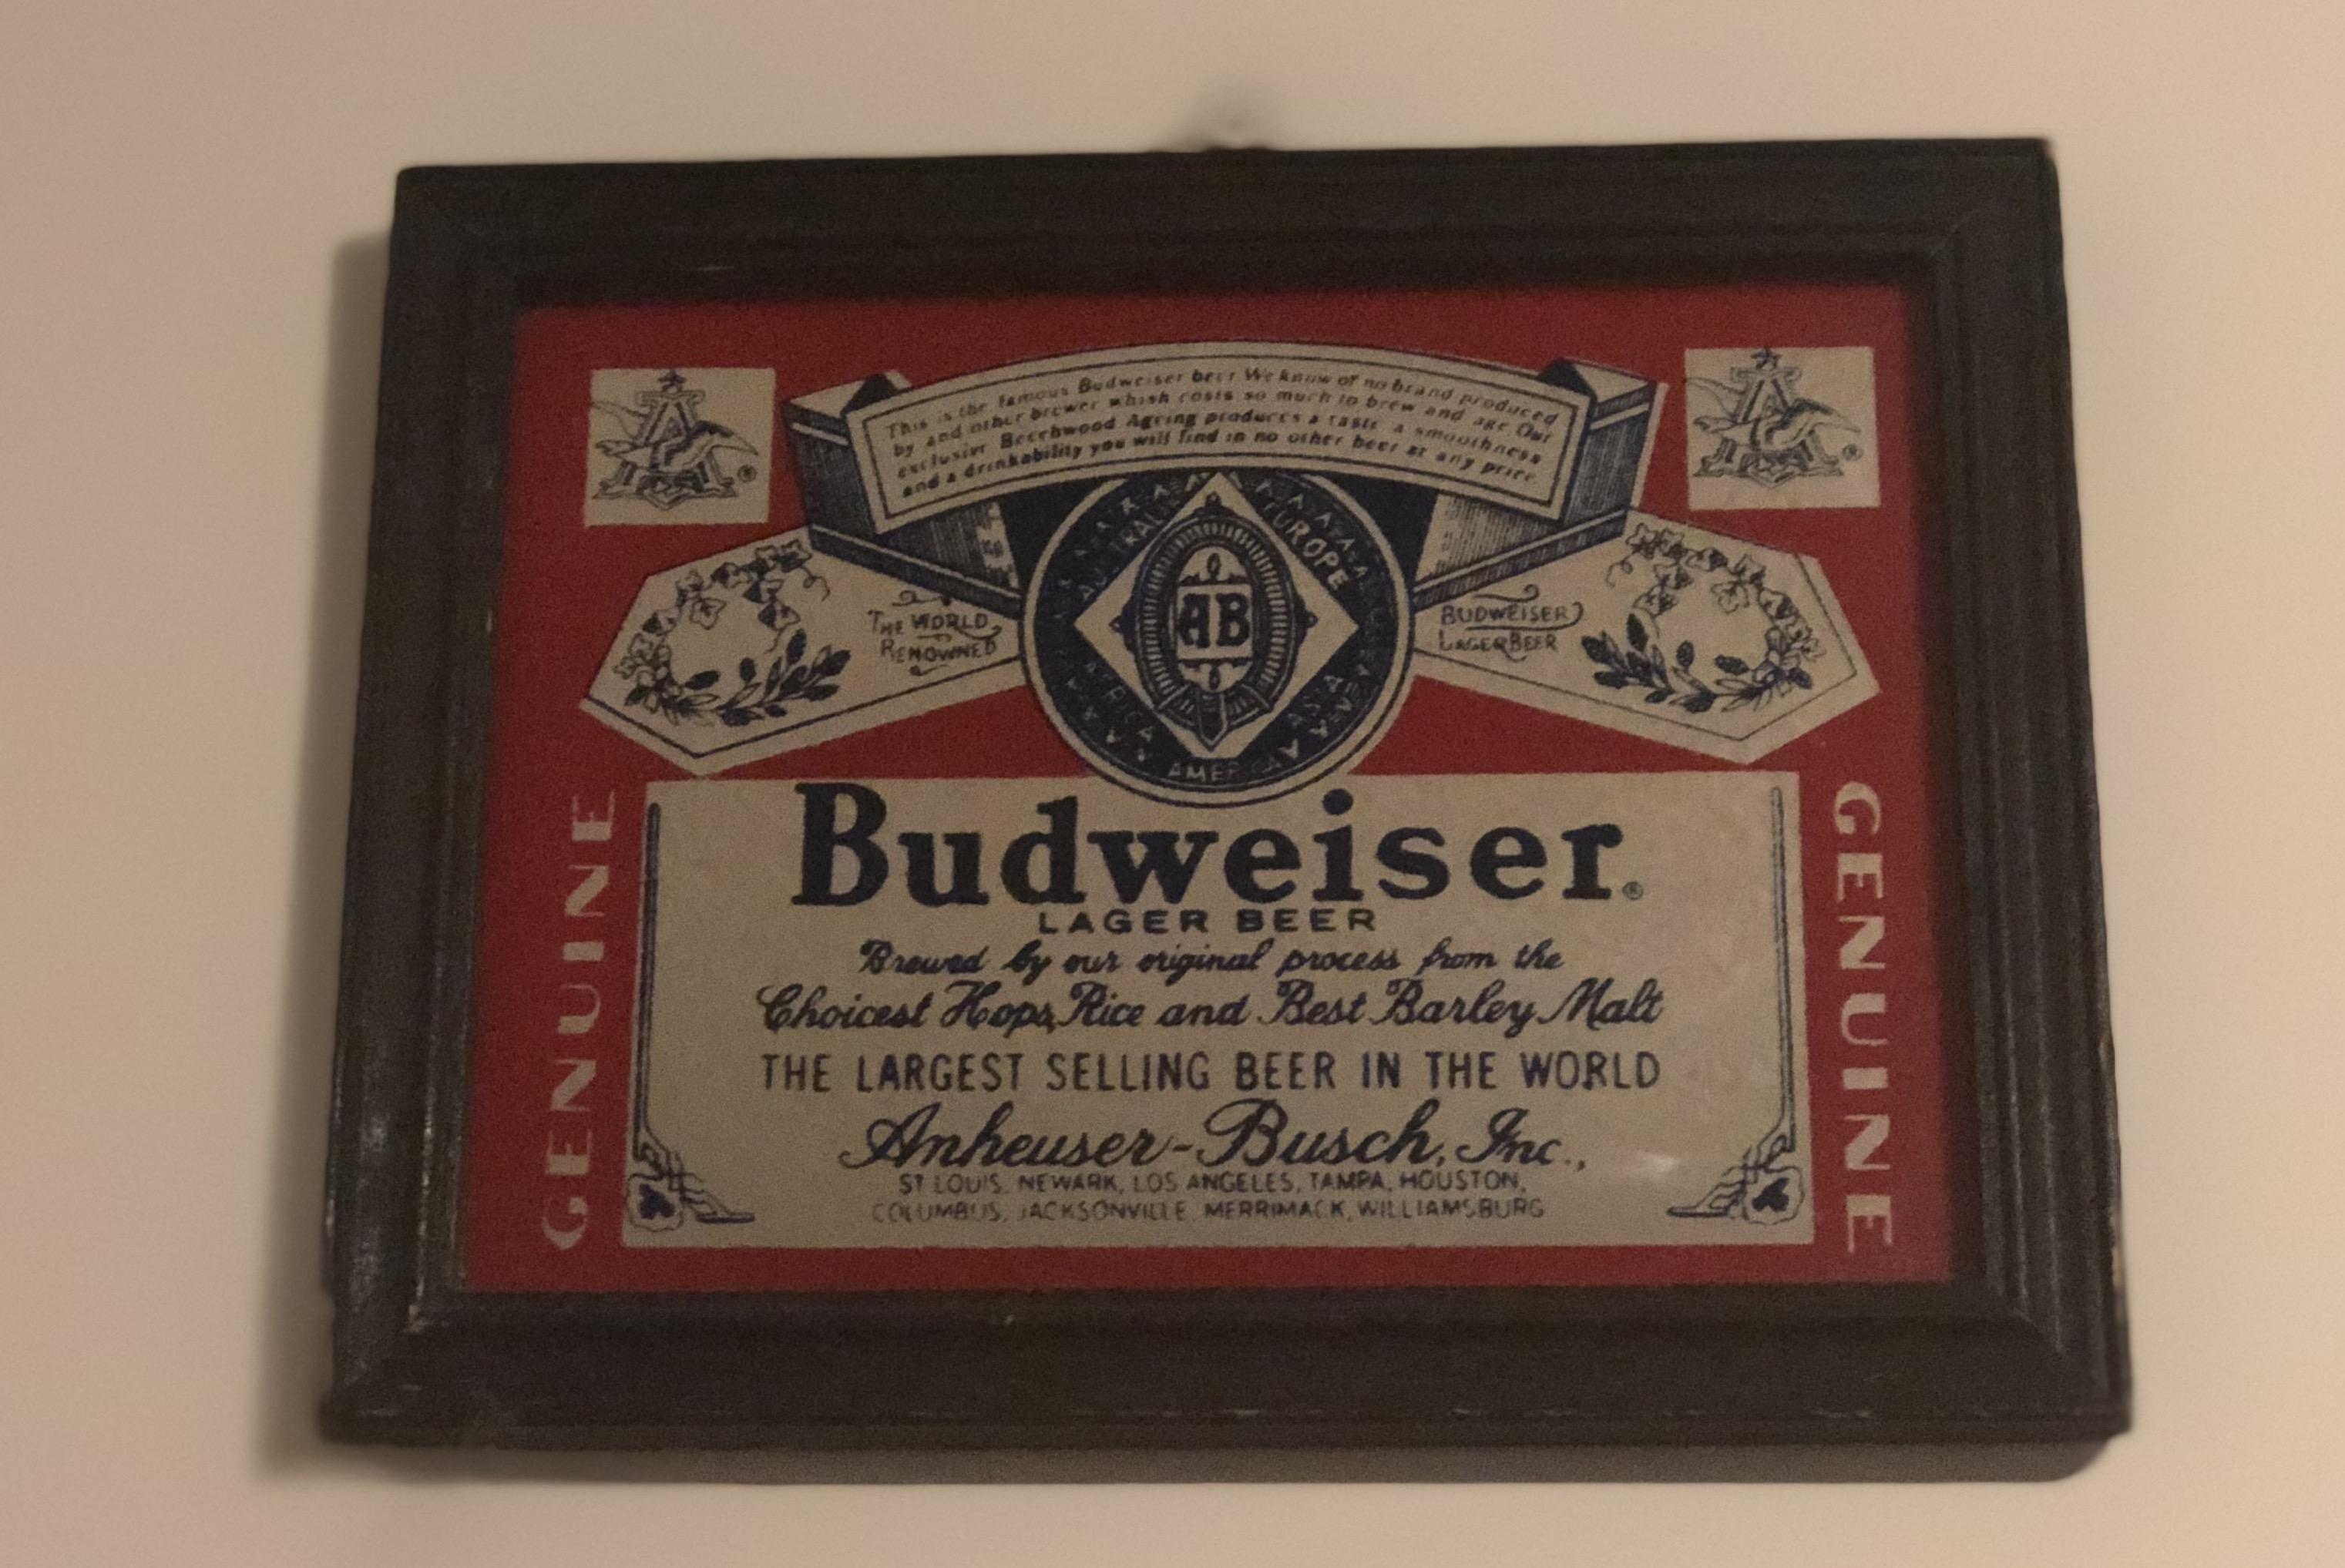 This is the famous Budweiser beer We know of no brand produced
by and other brewer which costs so much to brew and age Our
exclusive Beechwood Ageing produces a taste a smoothness
and a drinkability you will find in no other beer at any price
AUSTRALIA
EUROPE
AB
AFRICA
ASIA
AMERICA
THE WORLD
RENOWNED
BUDWEISER
LAGER BEER
GENUINE
GENUINE
Budweiser®
LAGER BEER
Brewed by our original process from the
Choicest Hops, Rice and Best Barley Malt
THE LARGEST SELLING BEER IN THE WORLD
Anheuser-Busch, Inc.,
ST LOUIS, NEWARK, LOS ANGELES, TAMPA, HOUSTON,
COLUMBUS, JACKSONVILLE, MERRIMACK, WILLIAMSBURG